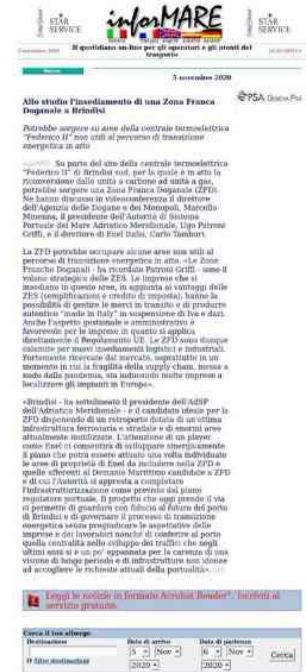 STAR SERVICE
inforMARE
STAR SERVICE
Il quotidiano on-line per gli operatori e gli utenti del trasporto
5 novembre 2020
PSA Genova Pra'
Allo studio l'insediamento di una Zona Franca
Doganale a Brindisi
Potrebbe sorgere su aree della centrale termoelettrica
"Federico II" non utili al percorso di transizione
energetica in atto
Su parte del sito della centrale termoelettrica
"Federico II" di Brindisi sud, per la quale è in atto la
riconversione dalle unità a carbone ad unità a gas,
potrebbe sorgere una Zona Franca Doganale (ZFD).
Ne hanno discusso in videoconferenza il direttore
dell'Agenzia delle Dogane e dei Monopoli, Marcello
Minenna, il presidente dell'Autorità di Sistema
Portuale del Mare Adriatico Meridionale, Ugo Patroni
Griffi, e il direttore di Enel Italia, Carlo Tamburi.
La ZFD potrebbe occupare alcune aree non utili al
percorso di transizione energetica in atto. «Le Zone
Franche Doganali - ha ricordato Patroni Griffi - sono il
volano strategico delle ZES. Le imprese che si
insediano in queste aree, in aggiunta ai vantaggi delle
ZES (semplificazioni e credito di imposta), hanno la
possibilità di gestire le merci in transito e di produrre
autentico "made in Italy" in sospensione di Iva e dazi.
Anche l'aspetto gestionale e amministrativo è
favorevole per le imprese in quanto si applica
direttamente il Regolamento UE. Le ZFD sono dunque
calamite per nuovi insediamenti logistici e industriali.
Fortemente ricercate dal mercato, soprattutto in un
momento in cui la fragilità della supply chain, messa a
nudo dalla pandemia, sta inducendo molte imprese a
localizzare gli impianti in Europa».
«Brindisi - ha sottolineato il presidente dell'AdSP
dell'Adriatico Meridionale - è il candidato ideale per la
ZFD disponendo di un retroporto dotato di un'ottima
infrastruttura ferroviaria e stradale e di enormi aree
attualmente inutilizzate. L'attenzione di un player
come Enel ci consentirà di sviluppare sinergicamente
il piano che potrà essere attuato una volta individuate
le aree di proprietà di Enel da includere nella ZFD e
quelle afferenti al Demanio Marittimo candidate a ZFD
e di cui l'Autorità si appresta a completare
l'infrastrutturizzazione come previsto dal piano
regolatore portuale. Il progetto che oggi prende il via
ci permette di guardare con fiducia al futuro del porto
di Brindisi e di governare il processo di transizione
energetica senza pregiudicare le aspettative delle
imprese e dei lavoratori nonché di conferire al porto
quella centralità nello sviluppo dei traffici che negli
ultimi anni si è un po' appannata per la carenza di una
visione di lungo periodo e di infrastrutture non idonee
ad accogliere le richieste attuali della portualità».
Leggi le notizie in formato Acrobat Reader®. Iscriviti al
servizio gratuito.
Cerca il tuo albergo
Destinazione
Data di arrivo
Data di partenza
5 Nov
6 Nov
Cerca
Altre destinazioni
2020
2020